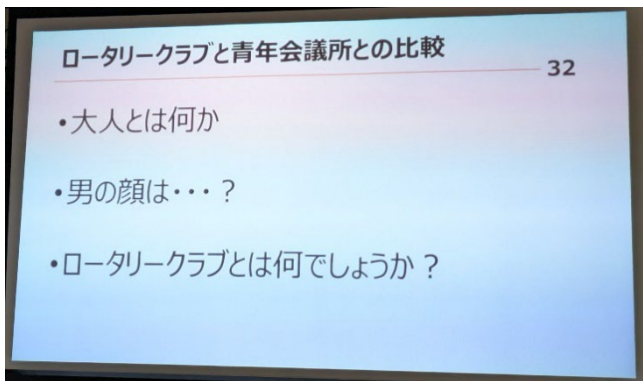 ロータリークラブと青年会議所との比較
32
•大人とは何か
•男の顔は・・・？
•ロータリークラブとは何でしょうか？